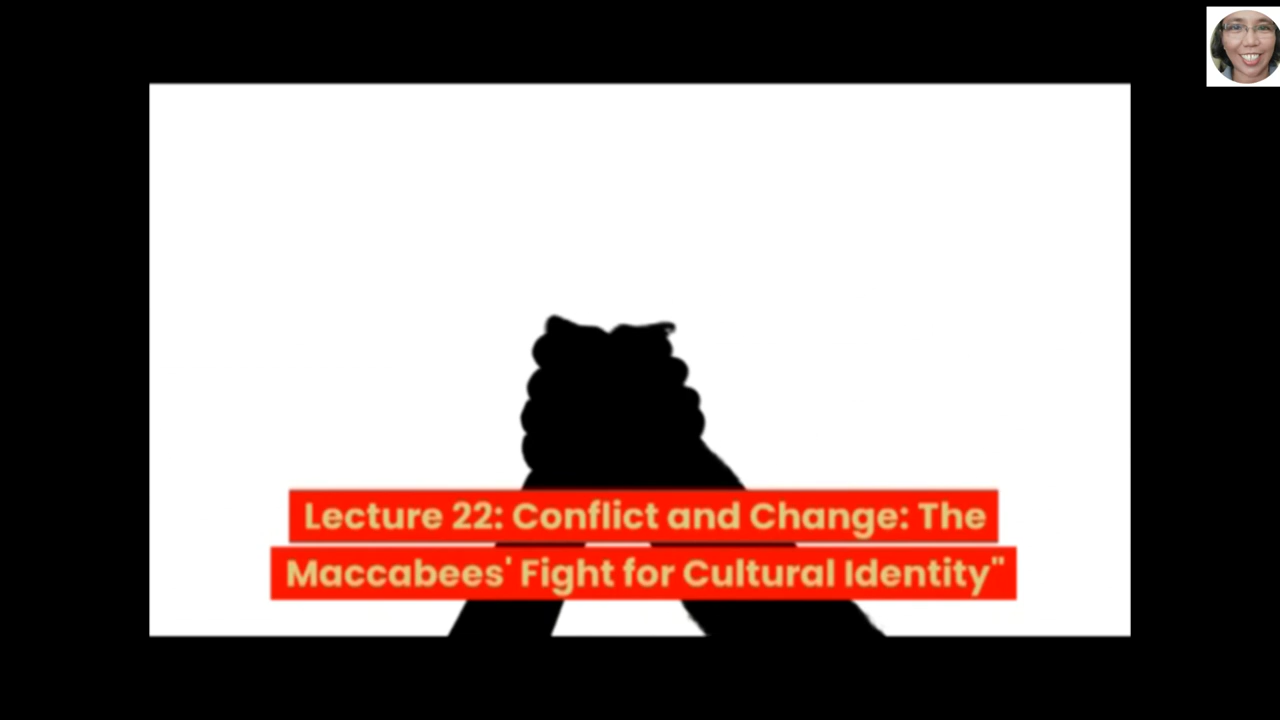 Lecture 22: Conflict and Change: The
Maccabees' Fight for Cultural Identity"